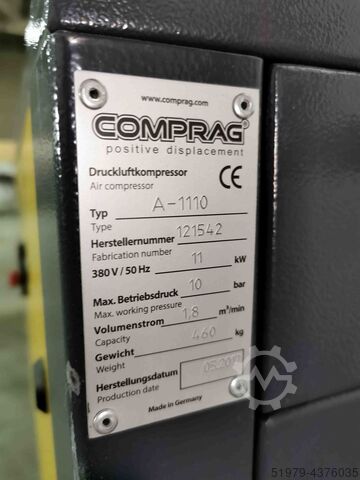 www.comprag.com
COMPRAG®
positive displacement
Druckluftkompressor
Air compressor
CE
Typ A-1110
Type
Herstellernummer 121542
Fabrication number
380 V / 50 Hz 11 kW
Max. Betriebsdruck 10 bar
Max. working pressure
Volumenstrom 1,8 m³/min
Capacity
Gewicht 460 kg
Weight
Herstellungsdatum
Production date
Made in Germany
51979-4376035